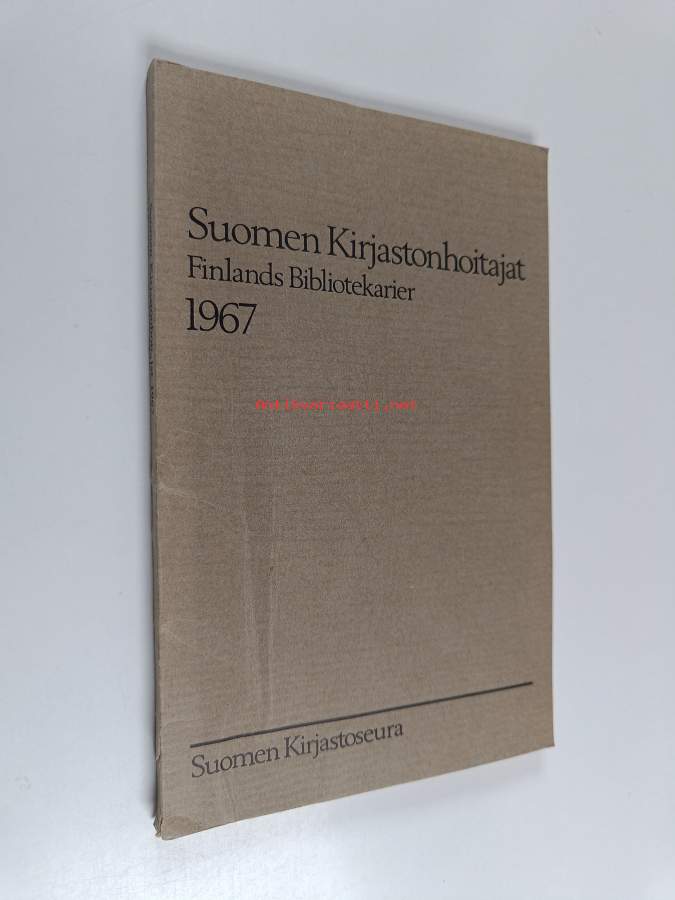 Suomen Kirjastonhoitajat
Finlands Bibliotekarier
1967
Antikvariaatti.net
Suomen Kirjastoseura